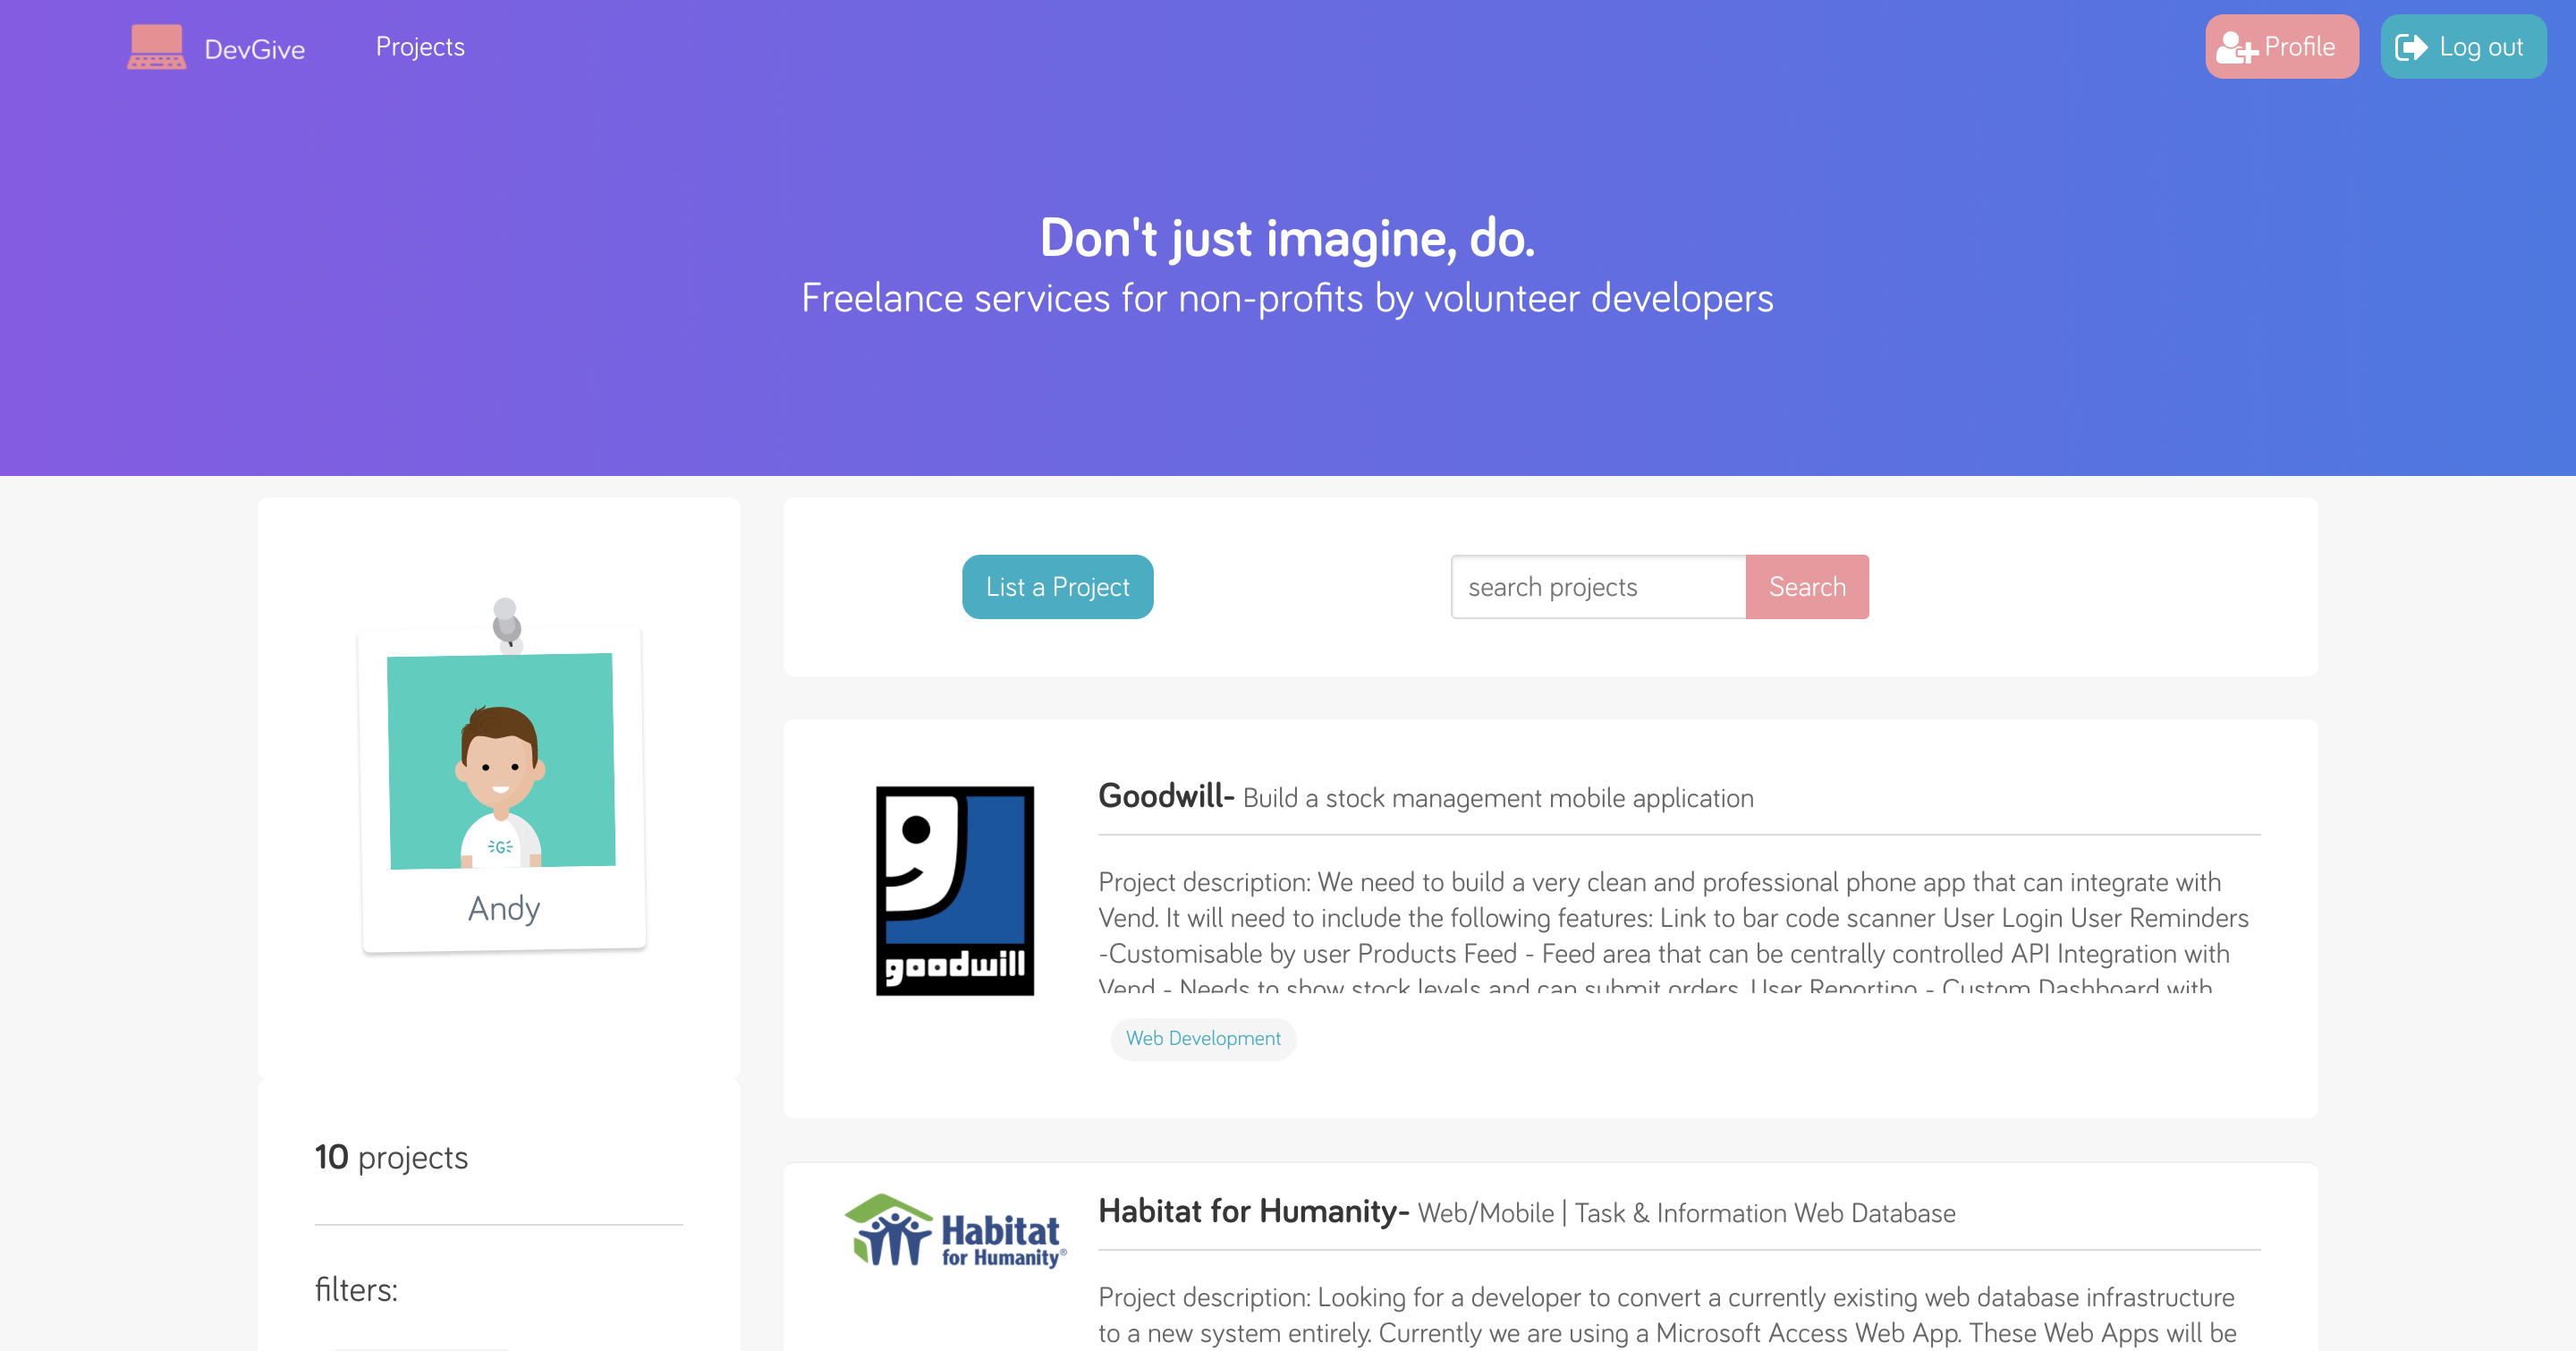 DevGive
Projects
Profile
Log out
Don't just imagine, do.
Freelance services for non-profits by volunteer developers
G
Andy
10 projects
filters:
List a Project
search projects
Search
goodwill
Goodwill- Build a stock management mobile application
Project description: We need to build a very clean and professional phone app that can integrate with
Vend. It will need to include the following features: Link to bar code scanner User Login User Reminders
-Customisable by user Products Feed - Feed area that can be centrally controlled API Integration with
Vend - Needs to show stock levels and can submit orders. User Reporting - Custom Dashboard with
Web Development
Habitat
for Humanity®
Habitat for Humanity- Web/Mobile | Task & Information Web Database
Project description: Looking for a developer to convert a currently existing web database infrastructure
to a new system entirely. Currently we are using a Microsoft Access Web App. These Web Apps will be